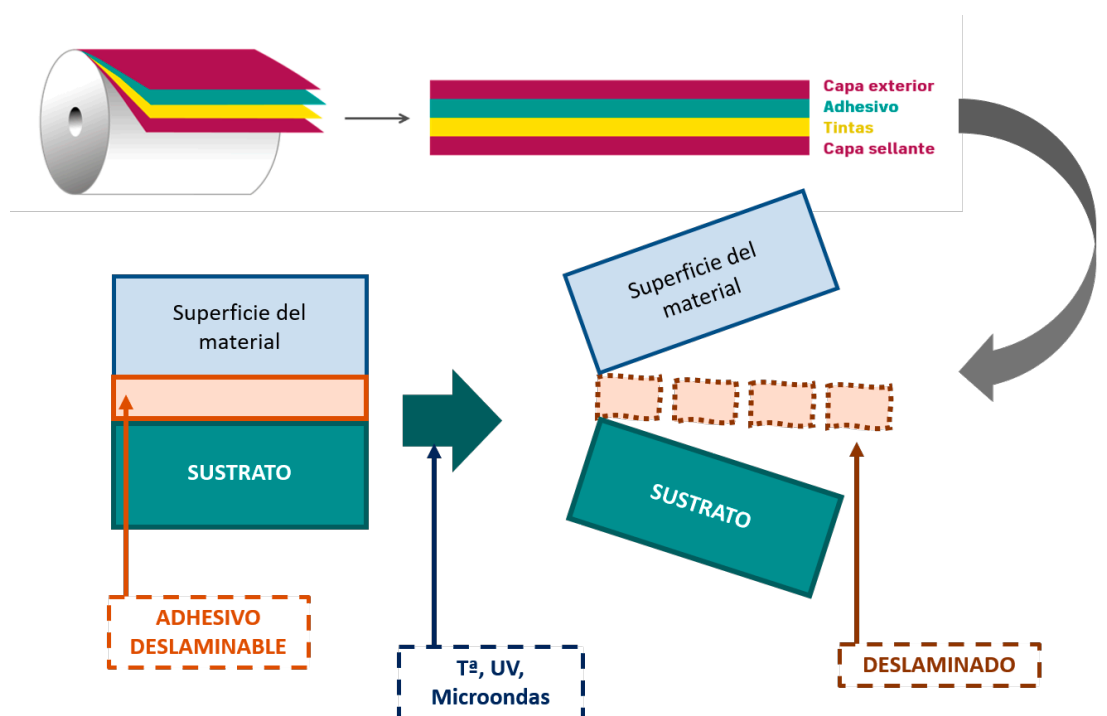 Capa exterior
Adhesivo
Tintas
Capa sellante
Superficie del
material
SUSTRATO
Superficie del
material
SUSTRATO
ADHESIVO
DESLAMINABLE
Tª, UV,
Microondas
DESLAMINADO